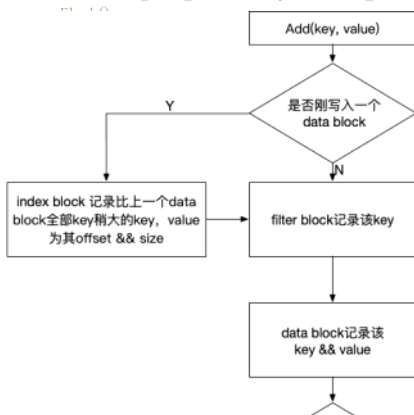 Add(key, value)
是否刚写入一个
data block
Y
N
index block 记录比上一个data
block全部key稍大的key，value
为其offset && size
filter block记录该key
data block记录该
key && value